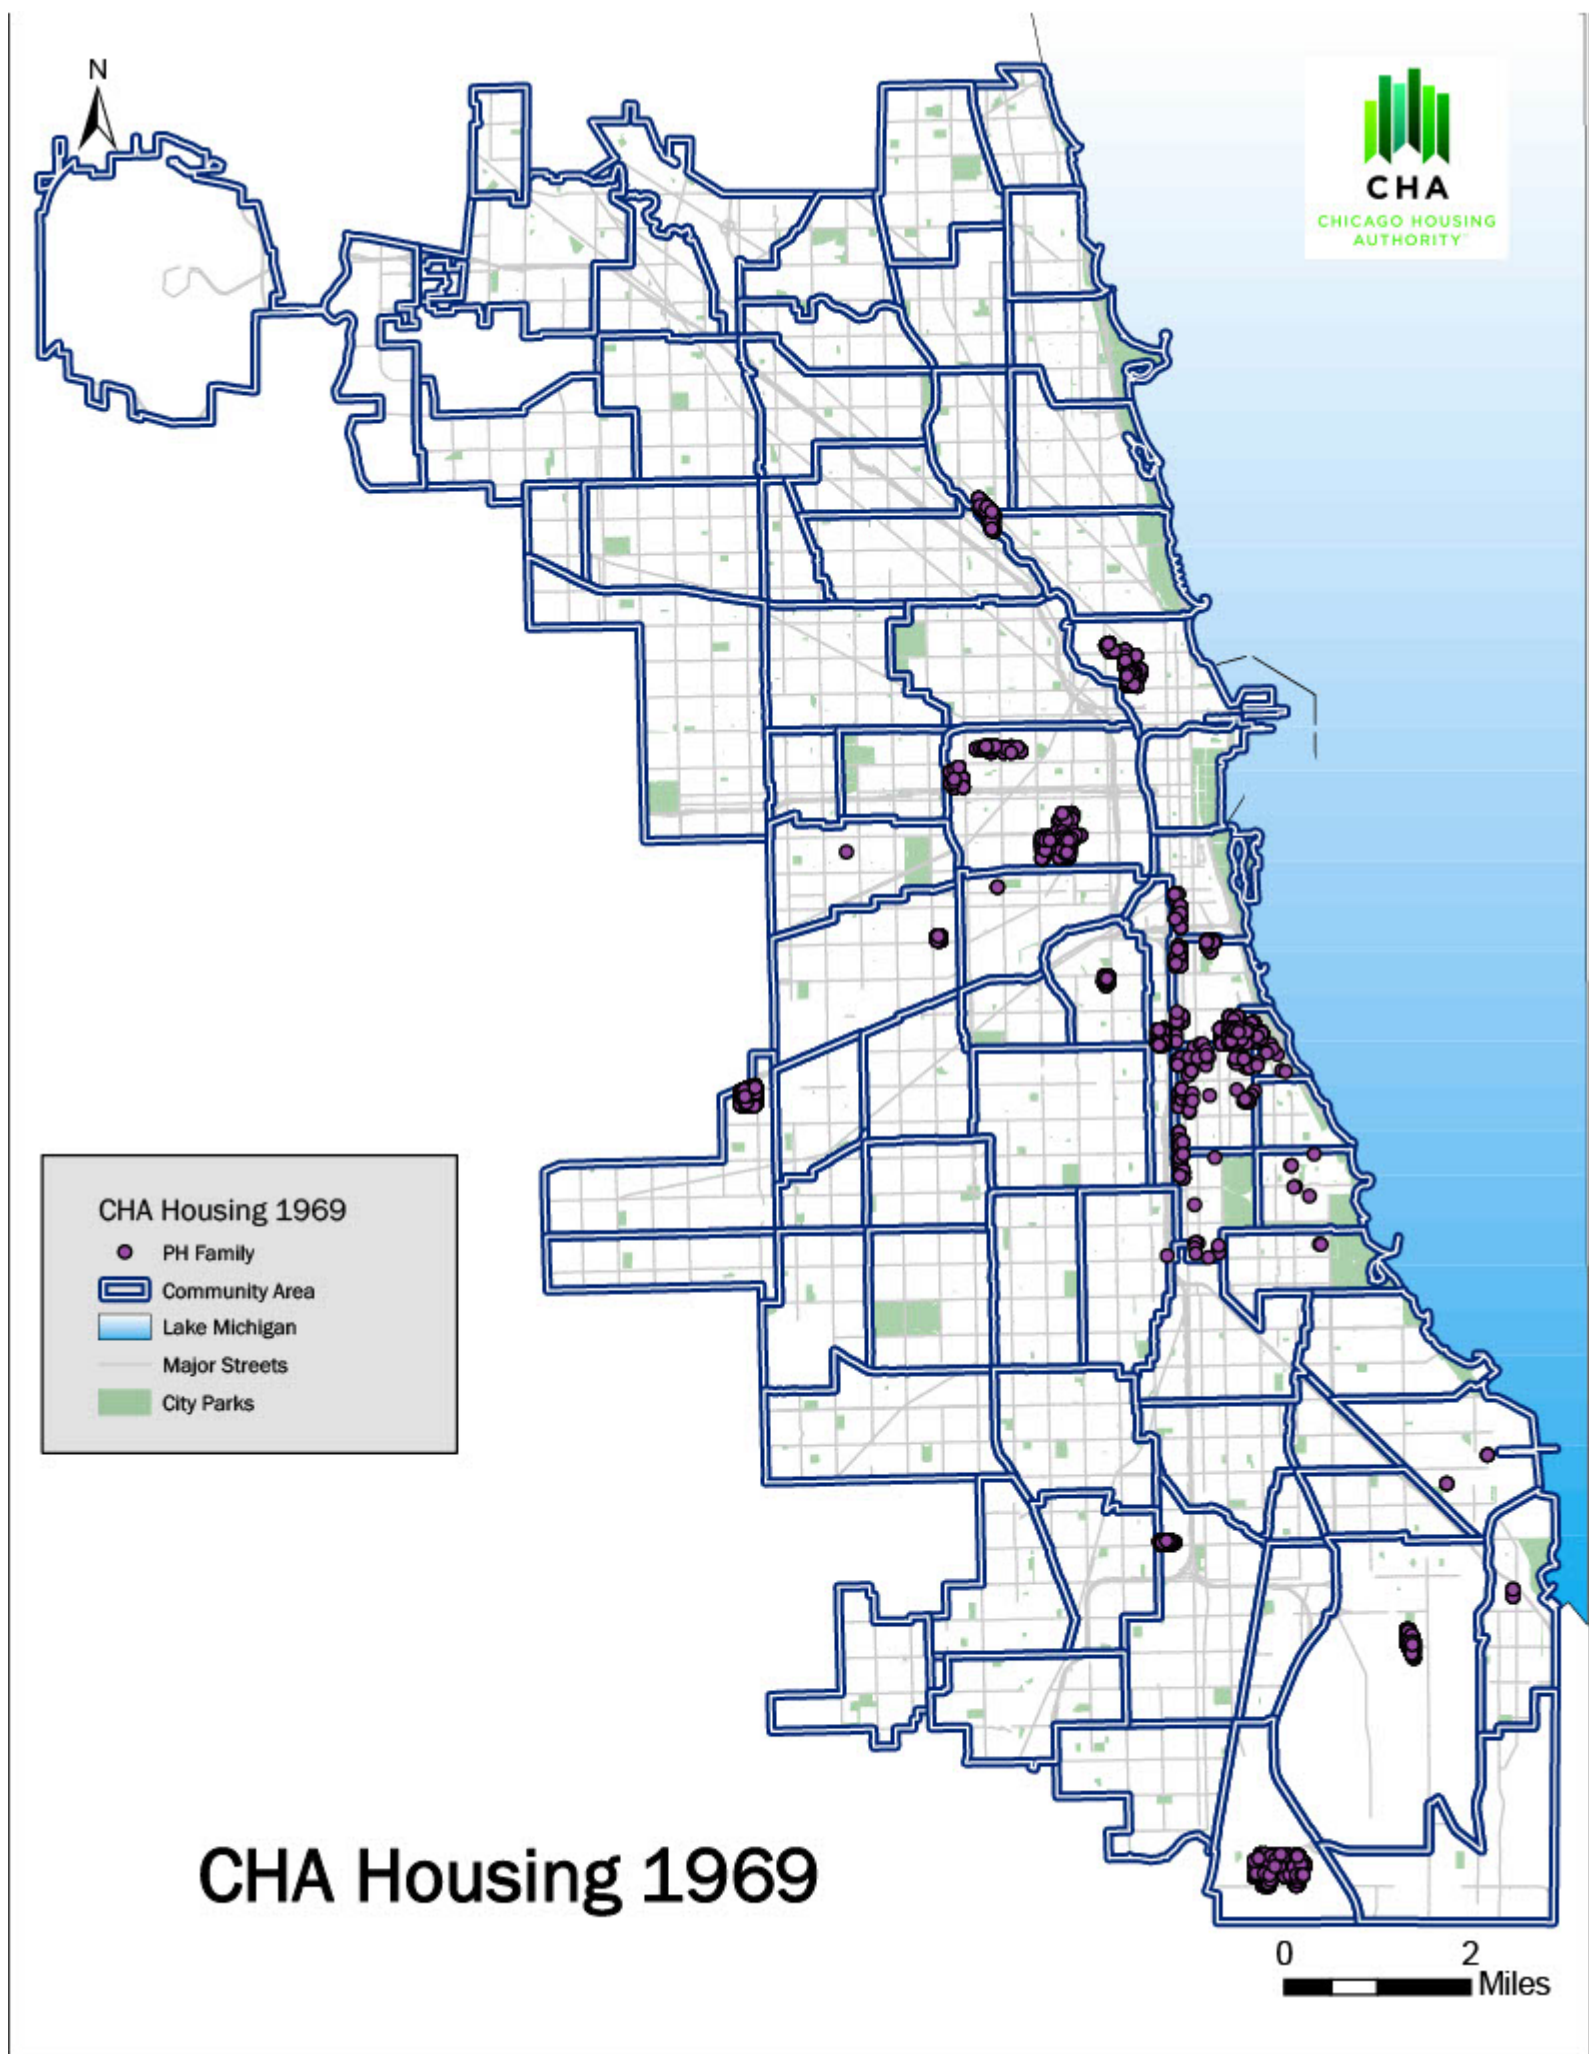 N
CHA
CHICAGO HOUSING
AUTHORITY
CHA Housing 1969
PH Family
Community Area
Lake Michigan
Major Streets
City Parks
CHA Housing 1969
0 2
Miles